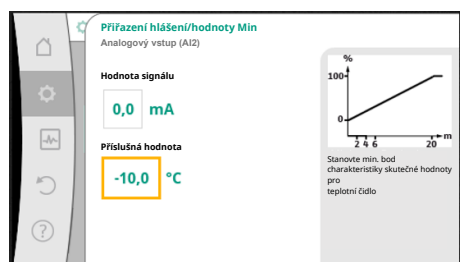 Přiřazení hlášení/hodnoty Min
Analogový vstup (AI2)
Hodnota signálu
0,0 mA
Příslušná hodnota
-10,0 °C
%
100
0
2 4 6 20 m
Stanovte min. bod
charakteristiky skutečné hodnoty
pro
teplotní čidlo